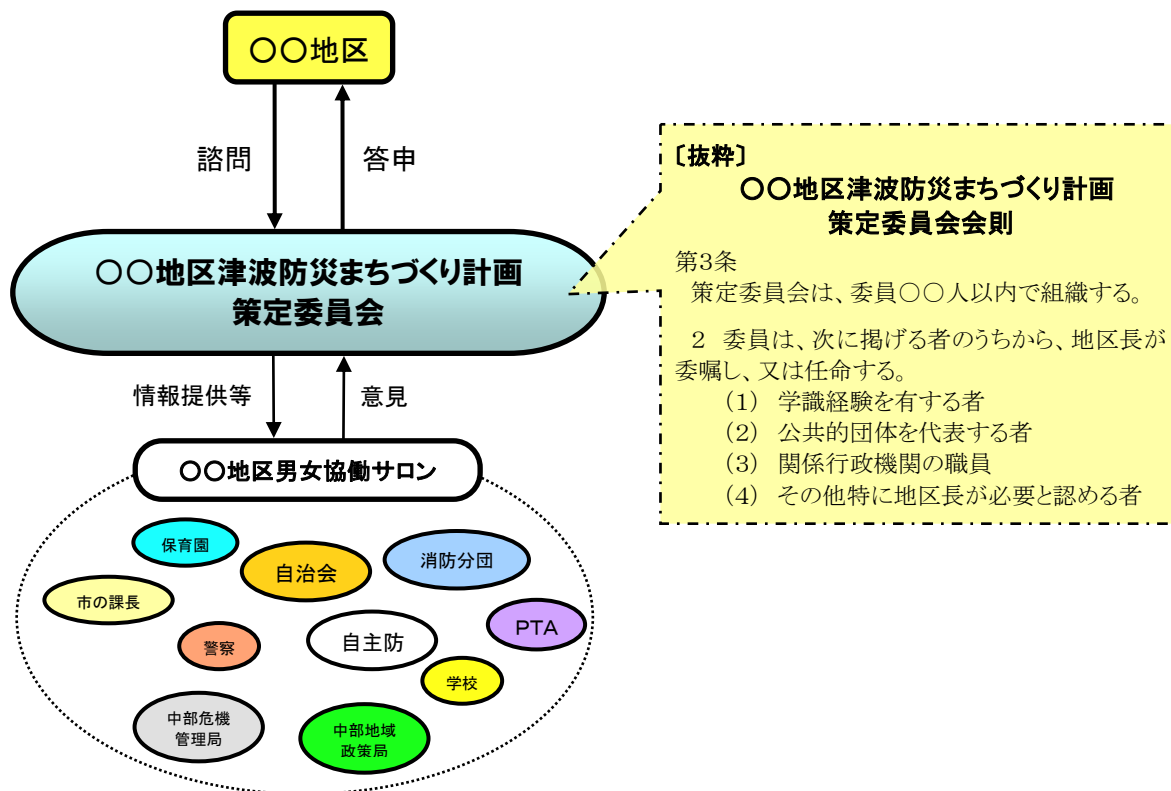 〇〇地区
諮問
答申
〇〇地区津波防災まちづくり計画
策定委員会
情報提供等
意見
〇〇地区男女協働サロン
保育園
自治会
消防分団
市の課長
警察
自主防
PTA
学校
中部危機
管理局
中部地域
政策局
〔抜粋〕
〇〇地区津波防災まちづくり計画
策定委員会会則
第3条
策定委員会は、委員〇〇人以内で組織する。
2 委員は、次に掲げる者のうちから、地区長が
委嘱し、又は任命する。
(1) 学識経験を有する者
(2) 公共的団体を代表する者
(3) 関係行政機関の職員
(4) その他特に地区長が必要と認める者